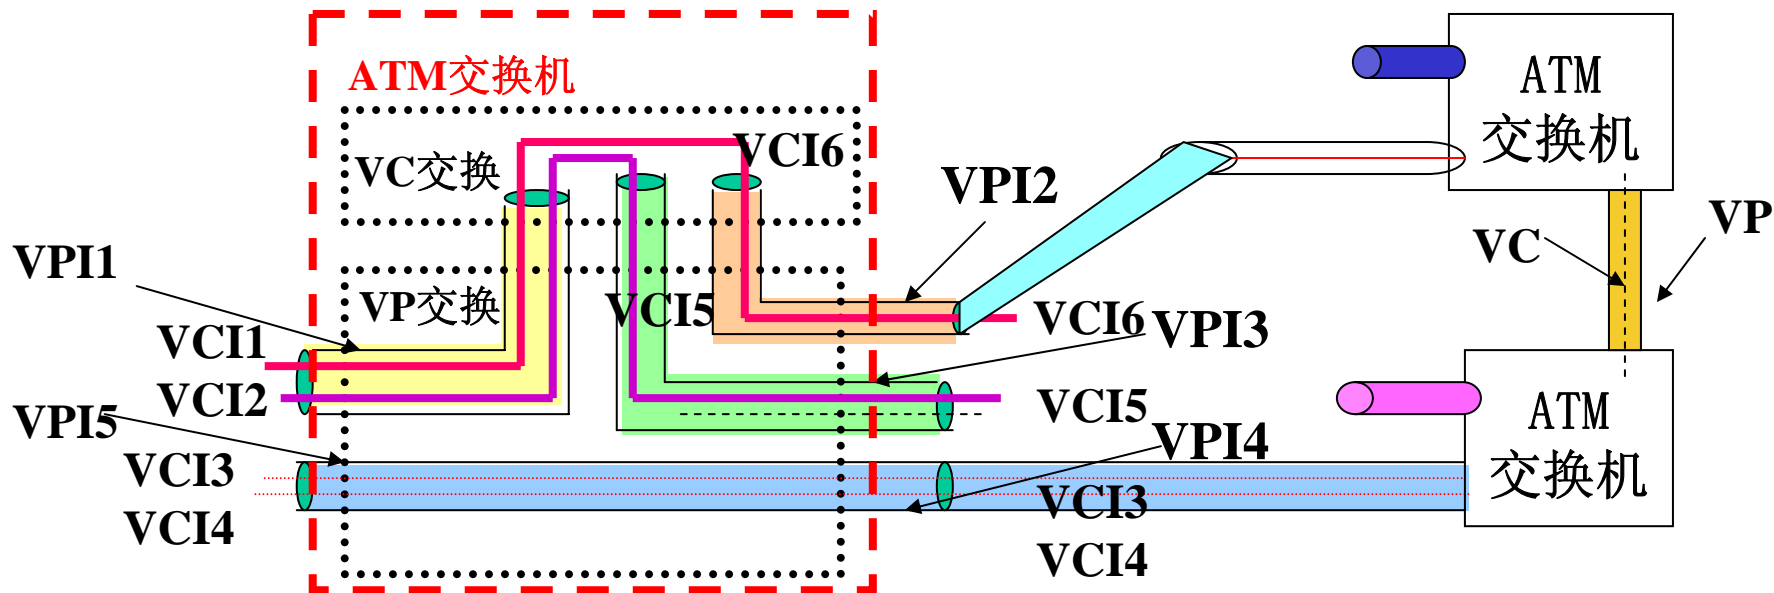 ATM交换机
VC交换
VCI6
VP交换
VCI5
VPI1
VCI1
VCI2
VPI5
VCI3
VCI4
VPI2
VCI6
VPI3
VCI5
VPI4
VCI3
VCI4
ATM
交换机
VC
VP
ATM
交换机